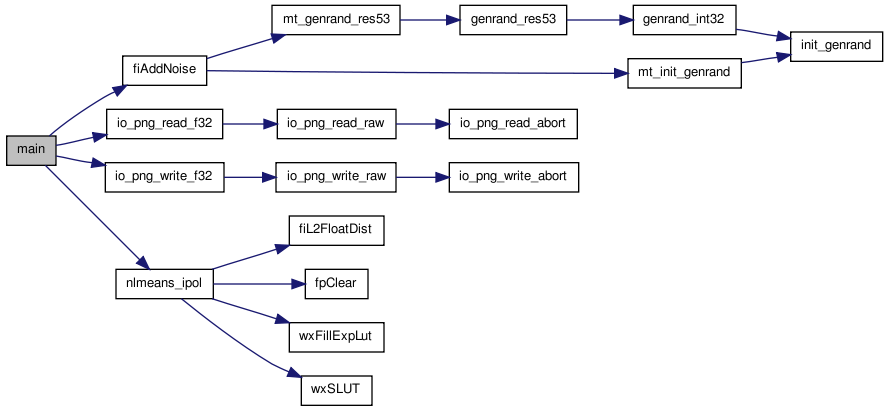 main
fiAddNoise
mt_genrand_res53
genrand_res53
genrand_int32
init_genrand
mt_init_genrand
io_png_read_f32
io_png_read_raw
io_png_read_abort
io_png_write_f32
io_png_write_raw
io_png_write_abort
nlmeans_ipol
fiL2FloatDist
fpClear
wxFillExpLut
wxSLUT